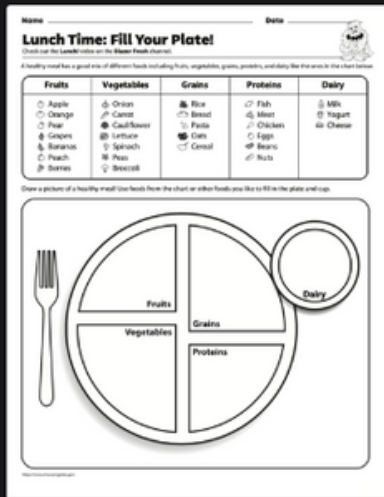 Name Date
Lunch Time: Fill Your Plate!
Check out the Lunch! video on the Blazer Fresh channel.
A healthy meal has a good mix of different foods including fruits, vegetables, grains, proteins, and dairy like the ones in the chart below.
Fruits Vegetables Grains Proteins Dairy
Apple Onion Rice Fish Milk
Orange Carrot Bread Meat Yogurt
Pear Cauliflower Pasta Chicken Cheese
Grapes Lettuce Oats Eggs
Bananas Spinach Cereal Beans
Peach Peas Nuts
Berries Broccoli
Draw a picture of a healthy meal! Use foods from the chart or other foods you like to fill in the plate and cup.
Dairy
Fruits
Grains
Vegetables
Proteins